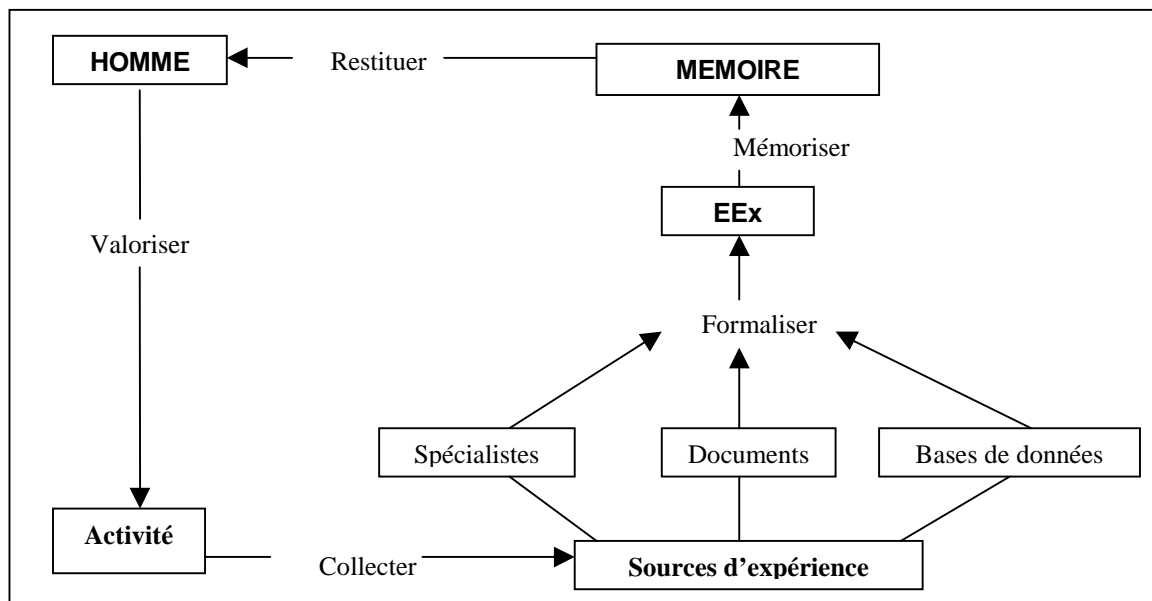 HOMME
Restituer
MEMOIRE
Mémoriser
EEx
Valoriser
Formaliser
Spécialistes
Documents
Bases de données
Activité
Collecter
Sources d’expérience